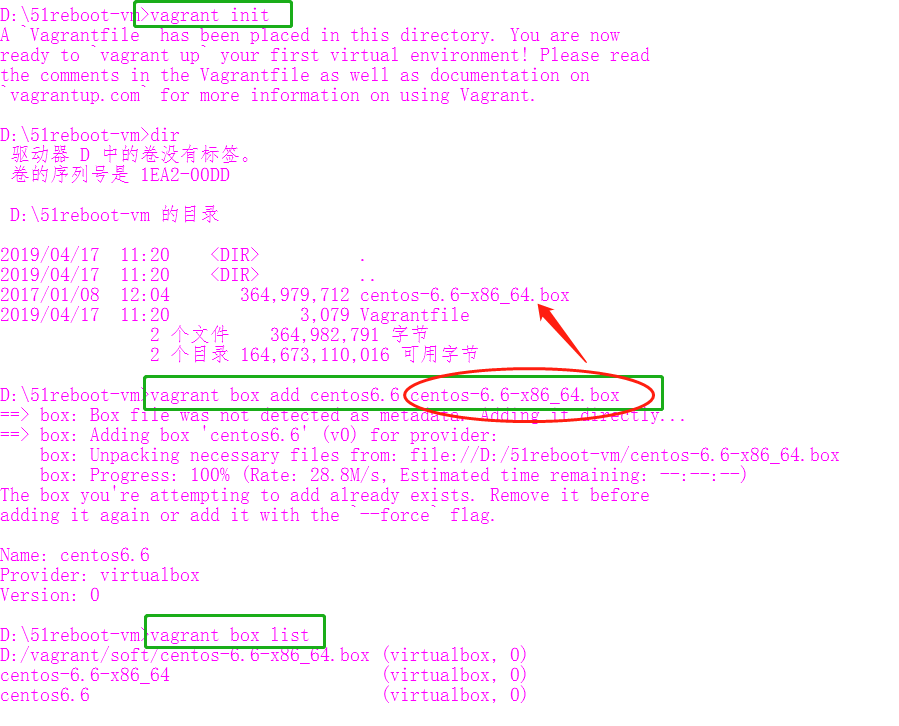 D:\51reboot-vm>vagrant init
A `Vagrantfile` has been placed in this directory. You are now
ready to `vagrant up` your first virtual environment! Please read
the comments in the Vagrantfile as well as documentation on
`vagrantup.com` for more information on using Vagrant.
D:\51reboot-vm>dir
驱动器 D 中的卷没有标签。
卷的序列号是 1EA2-00DD
D:\51reboot-vm 的目录
2019/04/17  11:20    <DIR>          .
2019/04/17  11:20    <DIR>          ..
2017/01/08  12:04       364,979,712 centos-6.6-x86_64.box
2019/04/17  11:20             3,079 Vagrantfile
2 个文件    364,982,791 字节
2 个目录 164,673,110,016 可用字节
D:\51reboot-vm>vagrant box add centos6.6 centos-6.6-x86_64.box
==> box: Box file was not detected as metadata. Adding it directly...
==> box: Adding box 'centos6.6' (v0) for provider:
box: Unpacking necessary files from: file://D:/51reboot-vm/centos-6.6-x86_64.box
box: Progress: 100% (Rate: 28.8M/s, Estimated time remaining: --:--:--)
The box you're attempting to add already exists. Remove it before
adding it again or add it with the `--force` flag.
Name: centos6.6
Provider: virtualbox
Version: 0
D:\51reboot-vm>vagrant box list
D:/vagrant/soft/centos-6.6-x86_64.box (virtualbox, 0)
centos-6.6-x86_64                     (virtualbox, 0)
centos6.6                             (virtualbox, 0)